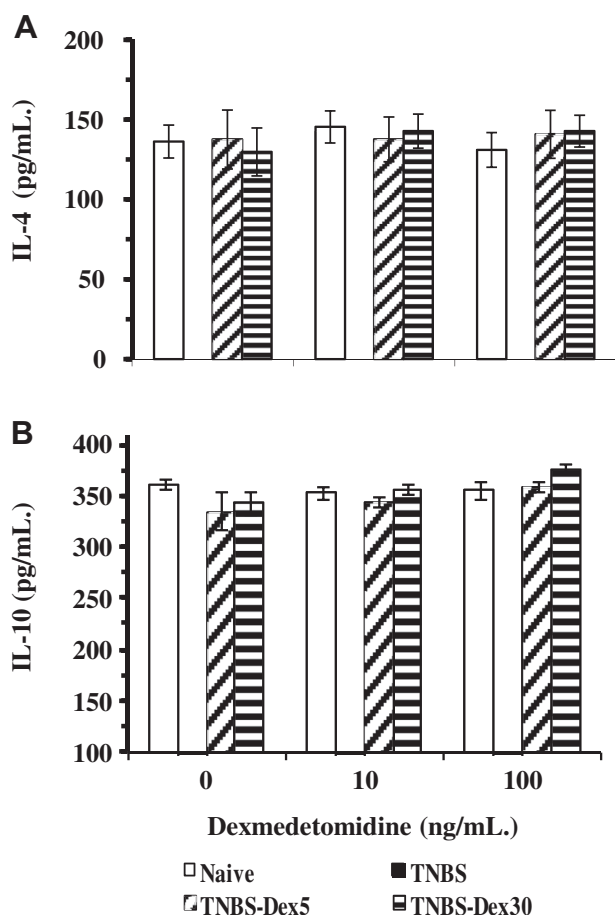 A
IL-4 (pg/mL.)
200
150
100
50
0
B
IL-10 (pg/mL.)
400
350
300
250
200
150
100
0 10 100
Dexmedetomidine (ng/mL.)
Naive TNBS
TNBS-Dex5 TNBS-Dex30